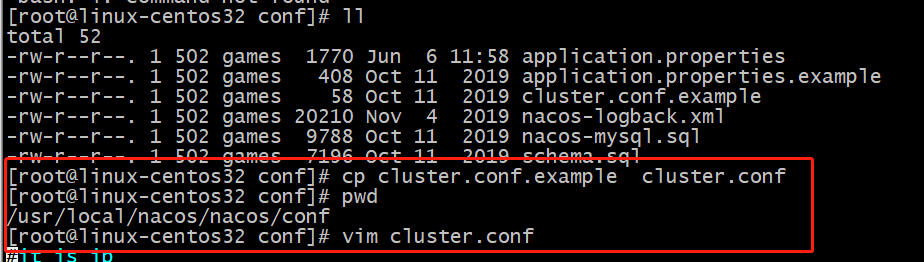 bash: 4: command not found
[root@linux-centos32 conf]# ll
total 52
-rw-r--r--. 1 502 games  1770 Jun  6 11:58 application.properties
-rw-r--r--. 1 502 games   408 Oct 11  2019 application.properties.example
-rw-r--r--. 1 502 games    58 Oct 11  2019 cluster.conf.example
-rw-r--r--. 1 502 games 20210 Nov  4  2019 nacos-logback.xml
-rw-r--r--. 1 502 games  9788 Oct 11  2019 nacos-mysql.sql
-rw-r--r--. 1 502 games  7196 Oct 11  2019 schema.sql
[root@linux-centos32 conf]# cp cluster.conf.example  cluster.conf
[root@linux-centos32 conf]# pwd
/usr/local/nacos/nacos/conf
[root@linux-centos32 conf]# vim cluster.conf
#it is ip